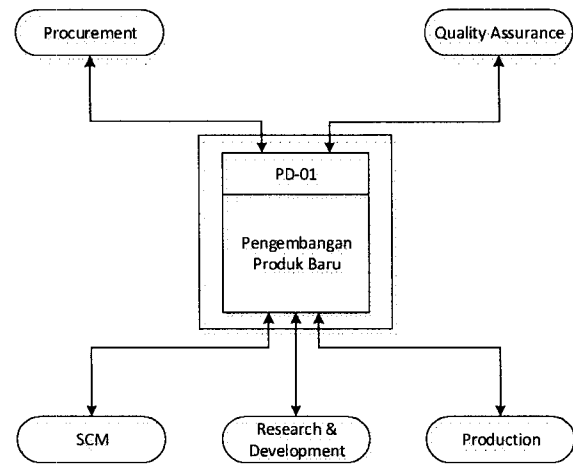 Procurement
Quality Assurance
PD-01
Pengembangan
Produk Baru
SCM
Research &
Development
Production